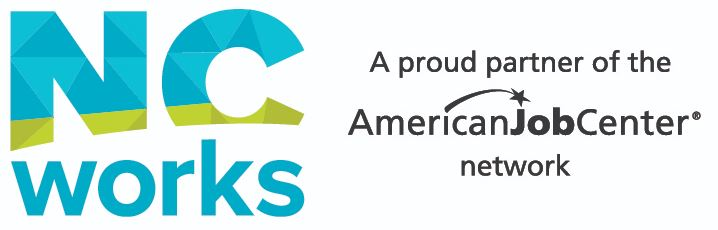 NC
works
A proud partner of the
AmericanJobCenter®
network